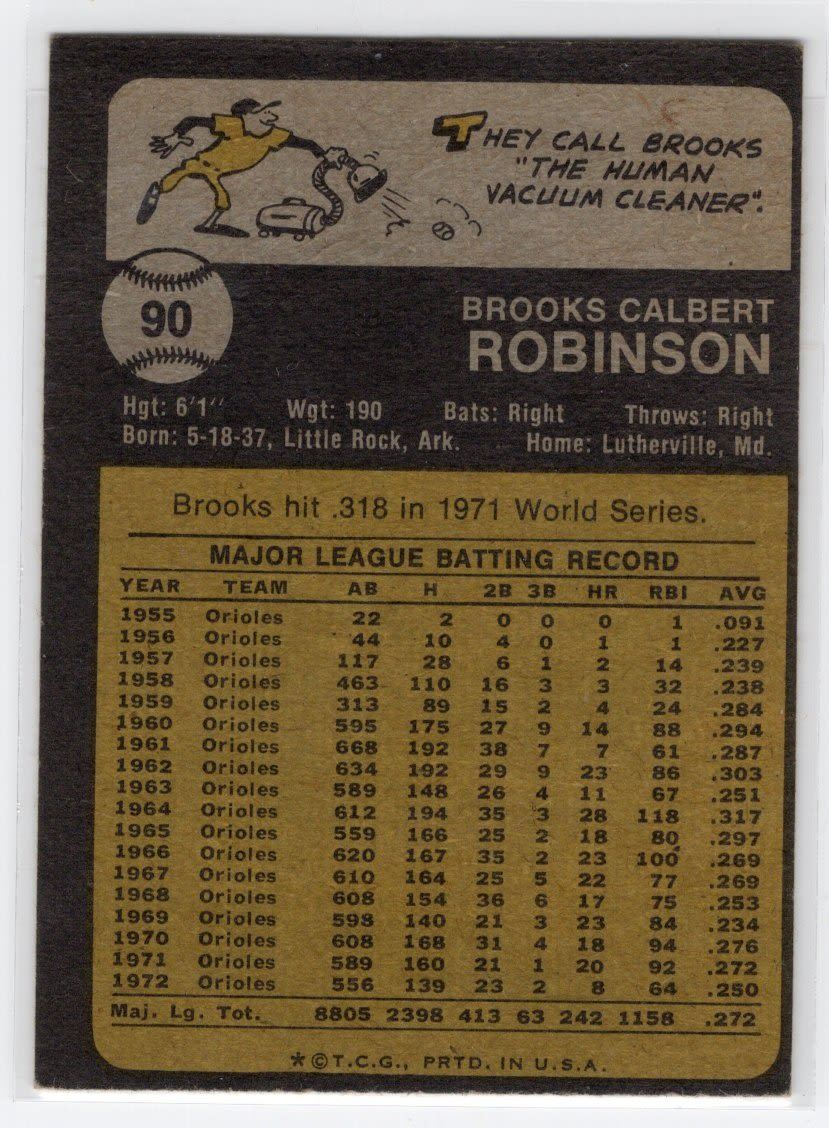 THEY CALL BROOKS
"THE HUMAN
VACUUM CLEANER".
90
BROOKS CALBERT
ROBINSON
Hgt: 6'1" Wgt: 190 Bats: Right Throws: Right
Born: 5-18-37, Little Rock, Ark. Home: Lutherville, Md.
Brooks hit .318 in 1971 World Series.
MAJOR LEAGUE BATTING RECORD
YEAR TEAM AB H 2B 3B HR RBI AVG
1955 Orioles 22 2 0 0 0 1 .091
1956 Orioles 44 10 4 0 1 1 .227
1957 Orioles 117 28 6 1 2 14 .239
1958 Orioles 463 110 16 3 3 32 .238
1959 Orioles 313 89 15 2 4 24 .284
1960 Orioles 595 175 27 9 14 88 .294
1961 Orioles 668 192 38 7 7 61 .287
1962 Orioles 634 192 29 9 23 86 .303
1963 Orioles 589 148 26 4 11 67 .251
1964 Orioles 612 194 35 3 28 118 .317
1965 Orioles 559 166 25 2 18 80 .297
1966 Orioles 620 167 35 2 23 100 .269
1967 Orioles 610 164 25 5 22 77 .269
1968 Orioles 608 154 36 6 17 75 .253
1969 Orioles 598 140 21 3 23 84 .234
1970 Orioles 608 168 31 4 18 94 .276
1971 Orioles 589 160 21 1 20 92 .272
1972 Orioles 556 139 23 2 8 64 .250
Maj. Lg. Tot. 8805 2398 413 63 242 1158 .272
*©T.C.G., PRTD. IN U.S.A.